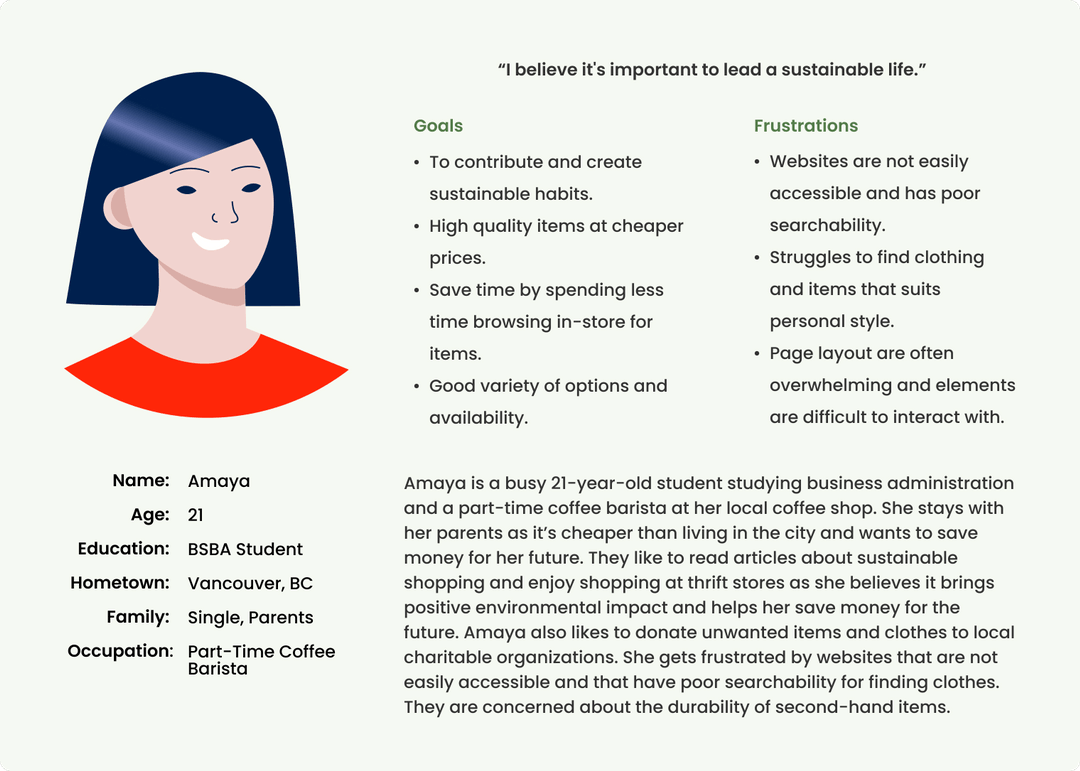 “I believe it's important to lead a sustainable life.”
Goals
• To contribute and create
sustainable habits.
• High quality items at cheaper
prices.
• Save time by spending less
time browsing in-store for
items.
• Good variety of options and
availability.
Frustrations
• Websites are not easily
accessible and has poor
searchability.
• Struggles to find clothing
and items that suits
personal style.
• Page layout are often
overwhelming and elements
are difficult to interact with.
Name: Amaya
Age: 21
Education: BSBA Student
Hometown: Vancouver, BC
Family: Single, Parents
Occupation: Part-Time Coffee
Barista
Amaya is a busy 21-year-old student studying business administration
and a part-time coffee barista at her local coffee shop. She stays with
her parents as it’s cheaper than living in the city and wants to save
money for her future. They like to read articles about sustainable
shopping and enjoy shopping at thrift stores as she believes it brings
positive environmental impact and helps her save money for the
future. Amaya also likes to donate unwanted items and clothes to local
charitable organizations. She gets frustrated by websites that are not
easily accessible and that have poor searchability for finding clothes.
They are concerned about the durability of second-hand items.